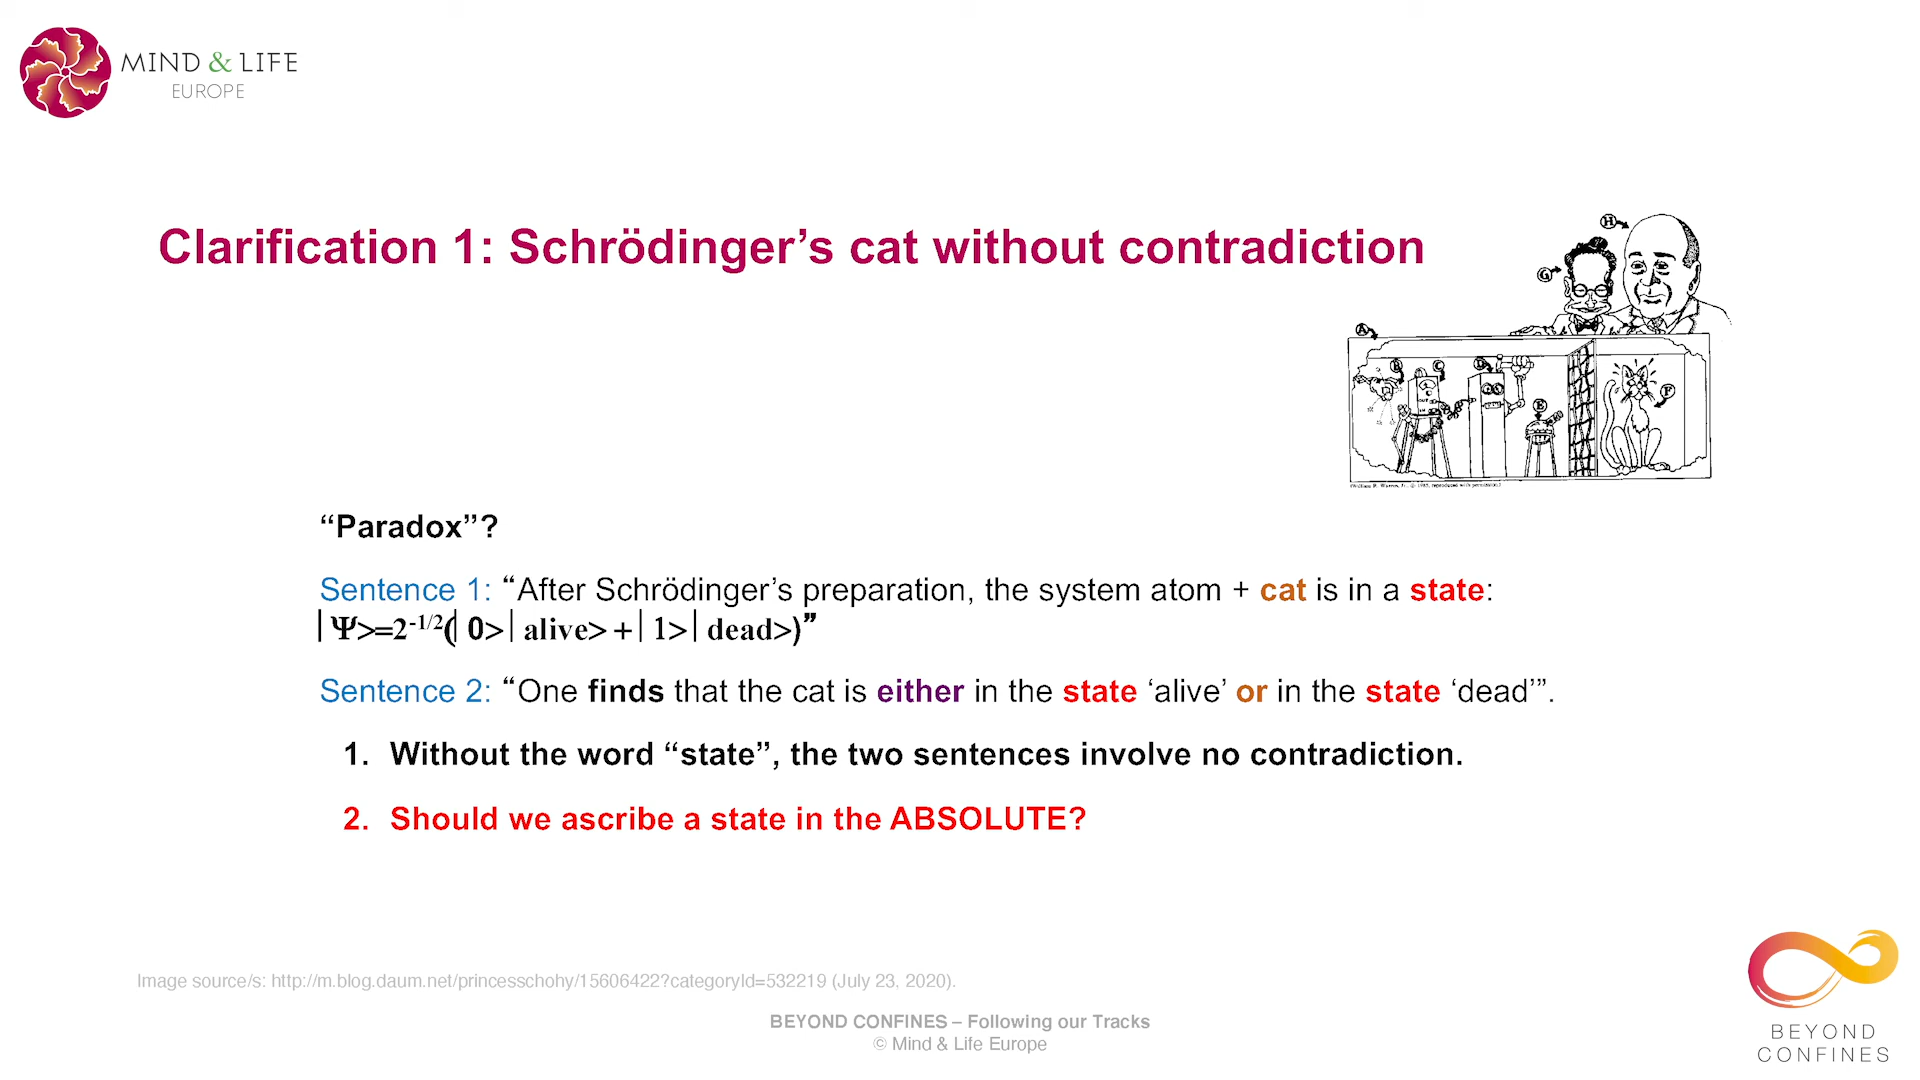 MIND & LIFE
EUROPE
Clarification 1: Schrödinger’s cat without contradiction
H
G
A
B
C
D
E
F
“Paradox”?
Sentence 1: “After Schrödinger’s preparation, the system atom + cat is in a state:
|Ψ>=2-1/2(|0>|alive>+|1>|dead>)”
Sentence 2: “One finds that the cat is either in the state ‘alive’ or in the state ‘dead’”.
1. Without the word “state”, the two sentences involve no contradiction.
2. Should we ascribe a state in the ABSOLUTE?
Image source/s: http://m.blog.daum.net/princesschohy/15606422?categoryId=532219 (July 23, 2020).
BEYOND CONFINES – Following our Tracks
© Mind & Life Europe
BEYOND
CONFINES